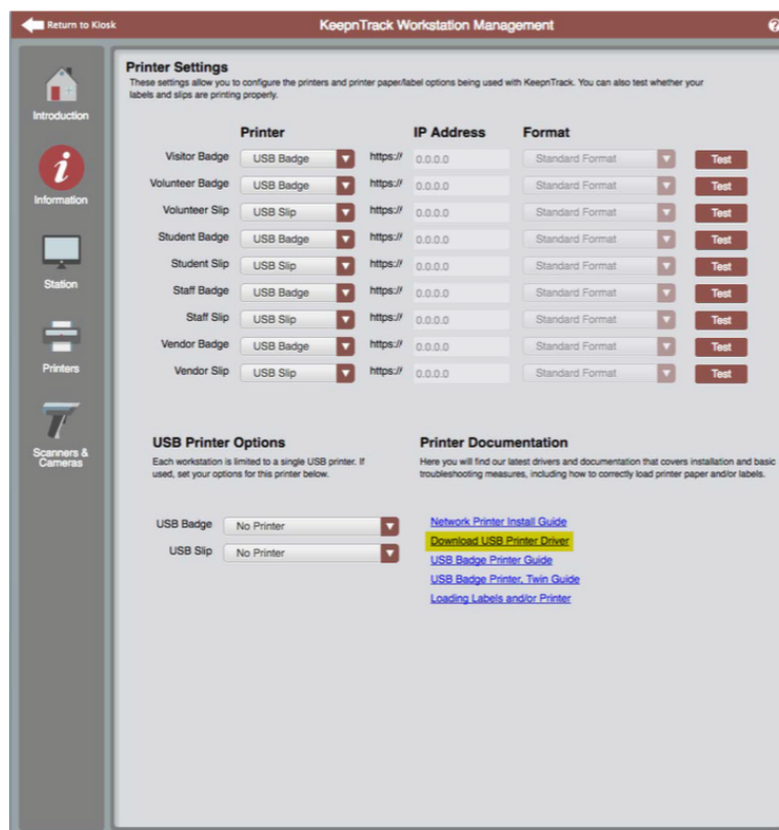 Return to Kiosk
KeepnTrack Workstation Management
?
Introduction
i
Information
Station
Printers
Scanners &
Cameras
Printer Settings
These settings allow you to configure the printers and printer paper/label options being used with KeepnTrack. You can also test whether your
labels and slips are printing properly.
Printer IP Address Format
Visitor Badge USB Badge https:// 0.0.0.0 Standard Format Test
Volunteer Badge USB Badge https:// 0.0.0.0 Standard Format Test
Volunteer Slip USB Slip https:// 0.0.0.0 Standard Format Test
Student Badge USB Badge https:// 0.0.0.0 Standard Format Test
Student Slip USB Slip https:// 0.0.0.0 Standard Format Test
Staff Badge USB Badge https:// 0.0.0.0 Standard Format Test
Staff Slip USB Slip https:// 0.0.0.0 Standard Format Test
Vendor Badge USB Badge https:// 0.0.0.0 Standard Format Test
Vendor Slip USB Slip https:// 0.0.0.0 Standard Format Test
USB Printer Options
Each workstation is limited to a single USB printer. If
used, set your options for this printer below.
USB Badge No Printer
USB Slip No Printer
Printer Documentation
Here you will find our latest drivers and documentation that covers installation and basic
troubleshooting measures, including how to correctly load printer paper and/or labels.
Network Printer Install Guide
Download USB Printer Driver
USB Badge Printer Guide
USB Badge Printer, Twin Guide
Loading Labels and/or Printer